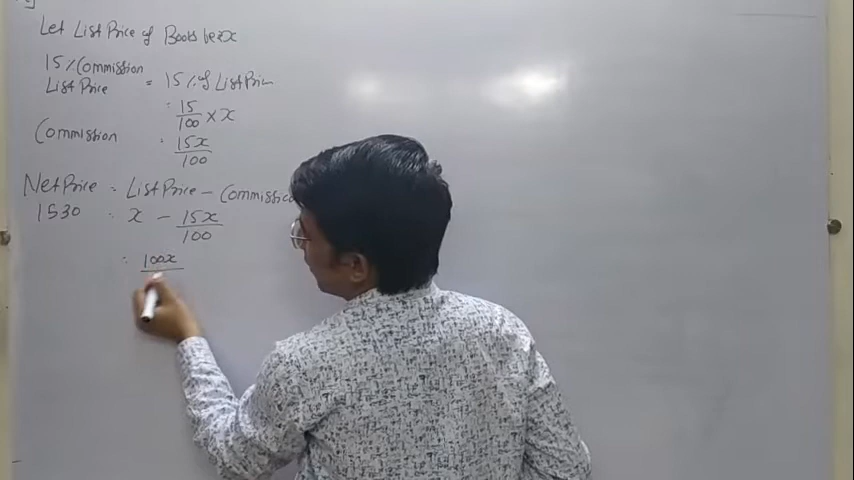 Let List Price of Books be = x
15% Commission
List Price = 15% of List Price
= 15/100 × x
Commission = 15x/100
Net Price = List Price - Commission
1530 = x - 15x/100
= 100x